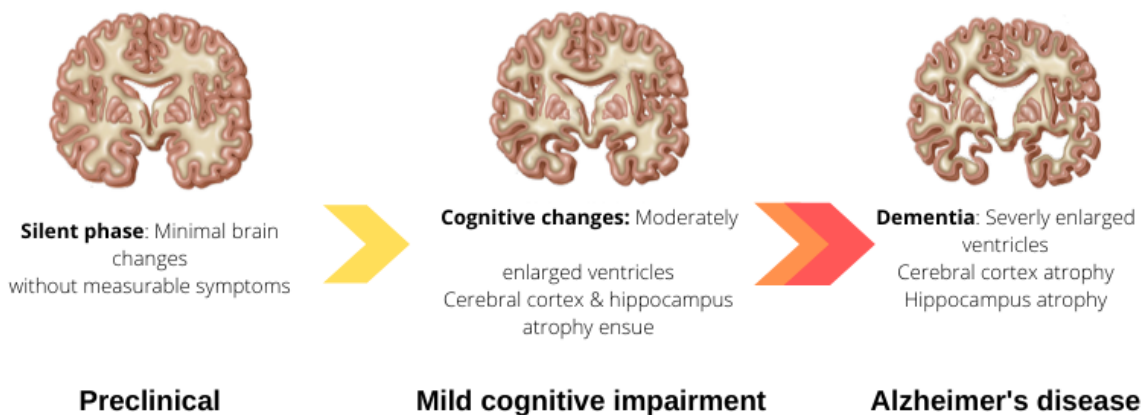 Silent phase: Minimal brain
changes
without measurable symptoms
Cognitive changes: Moderately
enlarged ventricles
Cerebral cortex & hippocampus
atrophy ensue
Dementia: Severly enlarged
ventricles
Cerebral cortex atrophy
Hippocampus atrophy
Preclinical
Mild cognitive impairment
Alzheimer's disease